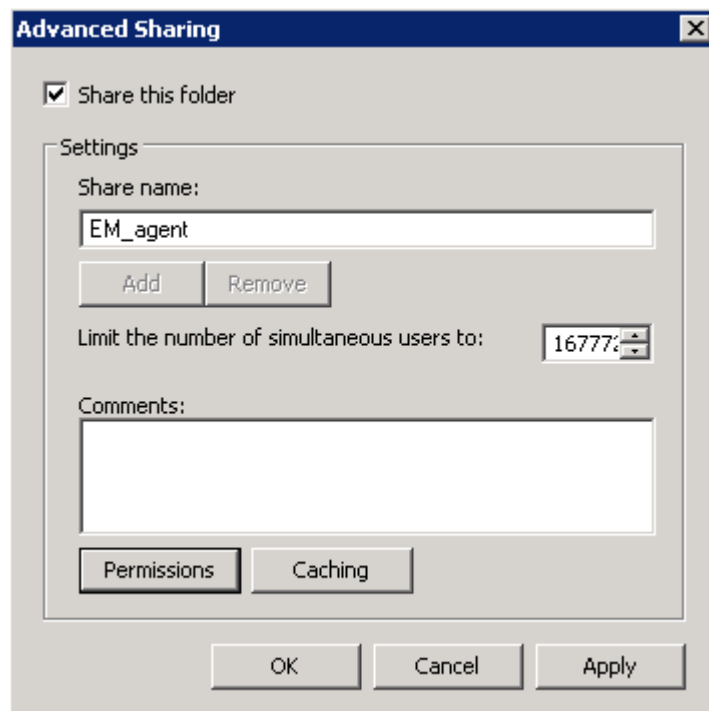 Advanced Sharing
Share this folder
Settings
Share name:
EM_agent
Add Remove
Limit the number of simultaneous users to:
Comments:
Permissions Caching
OK Cancel Apply